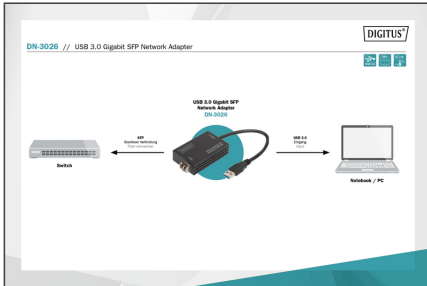 DIGITUS®
DN-3026 // USB 3.0 Gigabit SFP Network Adapter
USB 3.0 Gigabit SFP
Network Adapter
DN-3026
SFP
Glasfaser Verbindung
Fiber connection
USB 3.0
Eingang
Input
Switch
Notebook / PC